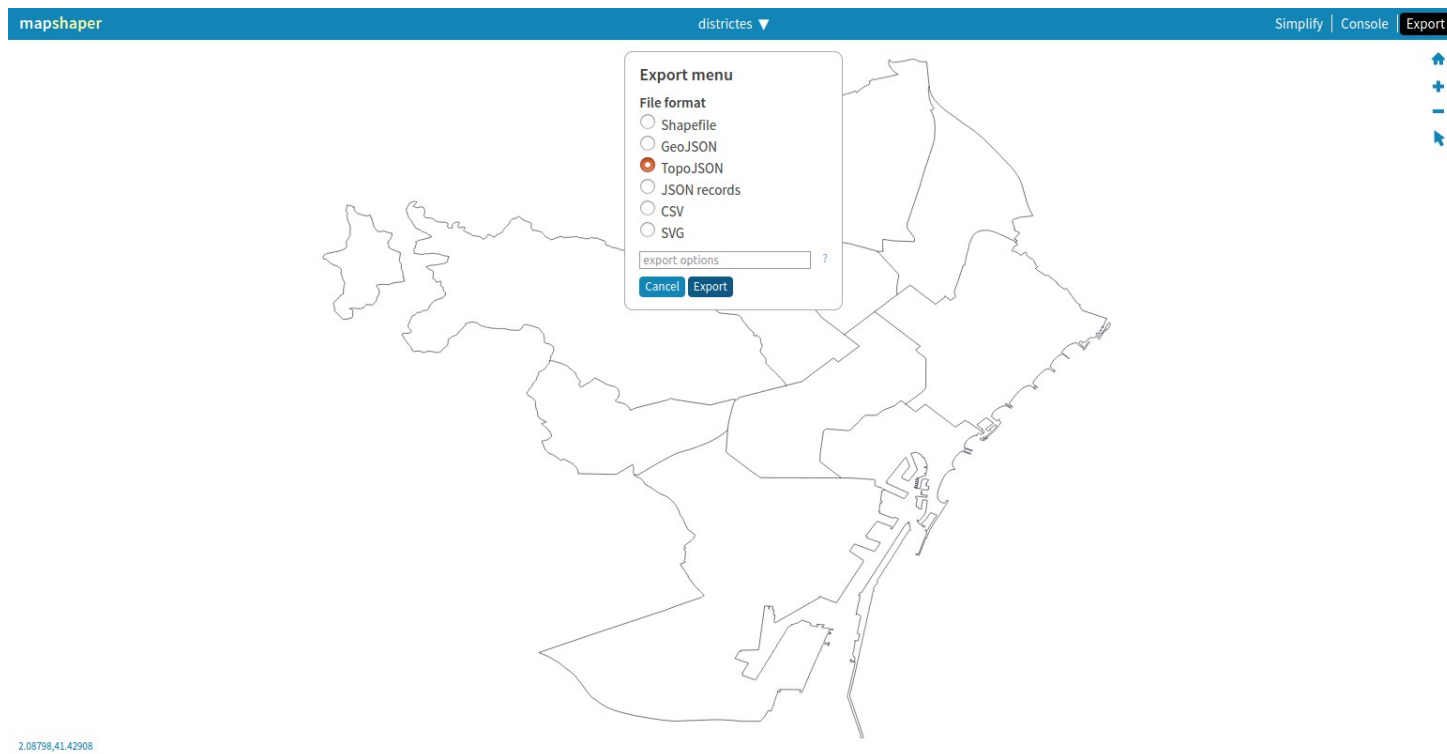 mapshaper
districtes ▼
Simplify | Console | Export
Export menu
File format
Shapefile
GeoJSON
TopoJSON
JSON records
CSV
SVG
export options ?
Cancel Export
2.08798,41.42908